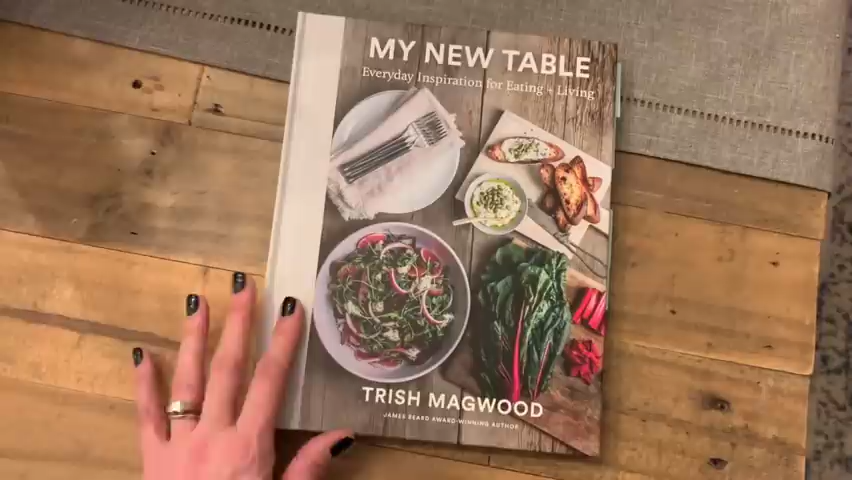 MY NEW TABLE
Everyday Inspiration for Eating + Living
TRISH MAGWOOD
JAMES BEARD AWARD-WINNING AUTHOR